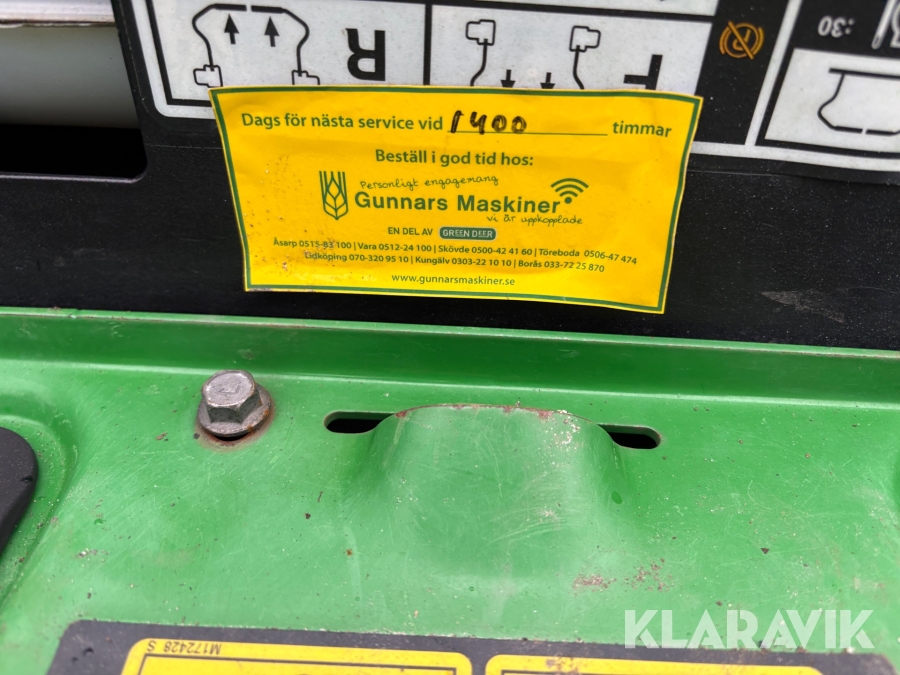 R
F
:30
Dags för nästa service vid 1400 timmar
Beställ i god tid hos:
Personligt engagemang
Gunnars Maskiner
vi är uppkopplade
EN DEL AV GREEN DEER
Åsarp 0515-83 100 | Vara 0512-24 100 | Skövde 0500-42 41 60 | Töreboda 0506-47 474
Lidköping 070-320 95 10 | Kungälv 0303-22 10 10 | Borås 033-72 25 870
www.gunnarsmaskiner.se
KLARAVIK
M172428 S